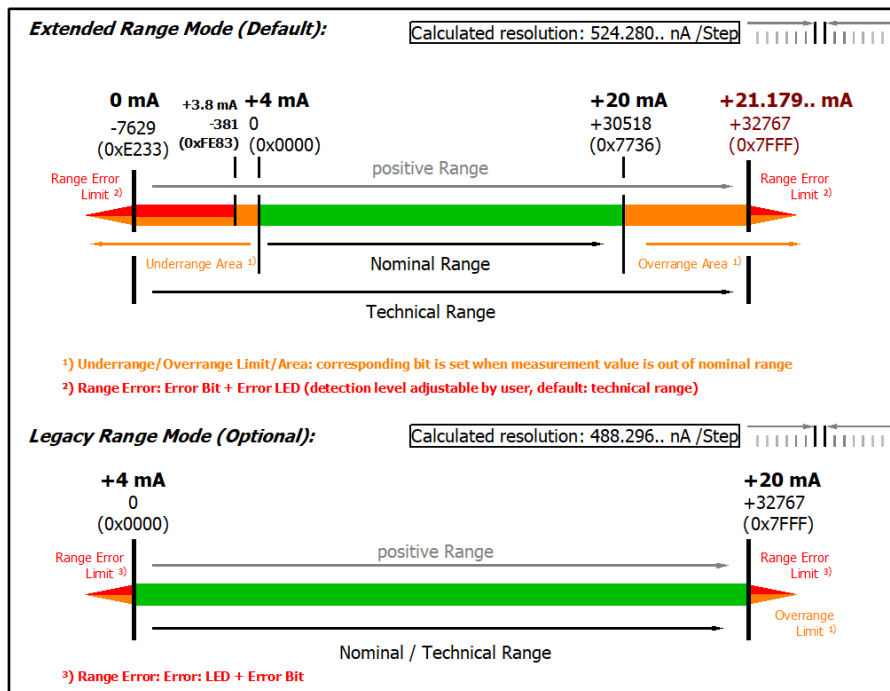 Extended Range Mode (Default):
Calculated resolution: 524.280.. nA /Step
0 mA
-7629
(0xE233)
+3.8 mA
-381
(0xFE83)
+4 mA
0
(0x0000)
+20 mA
+30518
(0x7736)
+21.179.. mA
+32767
(0x7FFF)
Range Error
Limit ²⁾
positive Range
Range Error
Limit ²⁾
Underrange Area ¹⁾
Nominal Range
Overrange Area ¹⁾
Technical Range
¹) Underrange/Overrange Limit/Area: corresponding bit is set when measurement value is out of nominal range
²) Range Error: Error Bit + Error LED (detection level adjustable by user, default: technical range)
Legacy Range Mode (Optional):
Calculated resolution: 488.296.. nA /Step
+4 mA
0
(0x0000)
+20 mA
+32767
(0x7FFF)
Range Error
Limit ³⁾
positive Range
Range Error
Limit ³⁾
Overrange
Limit ¹⁾
Nominal / Technical Range
³) Range Error: Error: LED + Error Bit